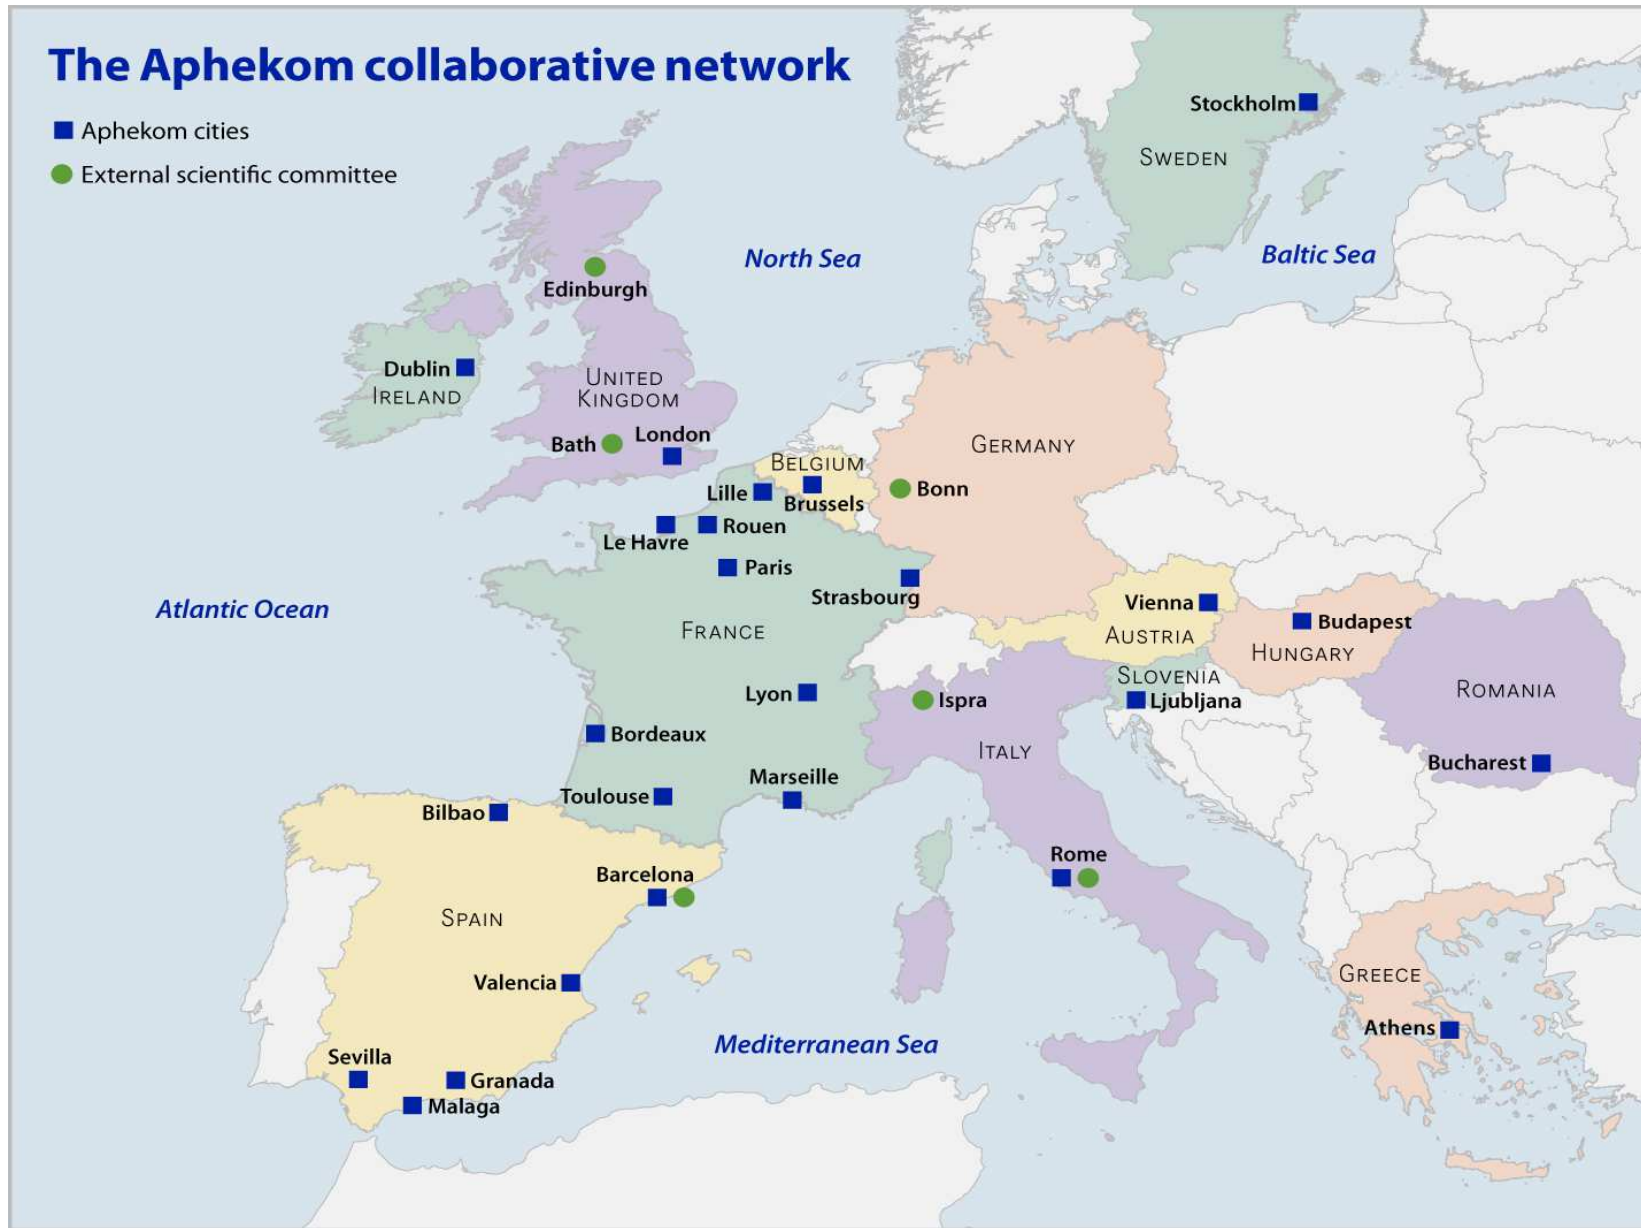 The Aphekom collaborative network
Aphekom cities
External scientific committee
Stockholm
SWEDEN
North Sea
Baltic Sea
Edinburgh
Dublin
IRELAND
UNITED
KINGDOM
Bath
London
GERMANY
BELGIUM
Brussels
Bonn
Lille
Le Havre
Rouen
Paris
Strasbourg
Atlantic Ocean
FRANCE
Vienna
AUSTRIA
Budapest
HUNGARY
SLOVENIA
Ljubljana
ROMANIA
Bucharest
Lyon
Ispra
ITALY
Bordeaux
Marseille
Toulouse
Bilbao
Barcelona
Rome
SPAIN
Valencia
GREECE
Athens
Mediterranean Sea
Sevilla
Granada
Malaga